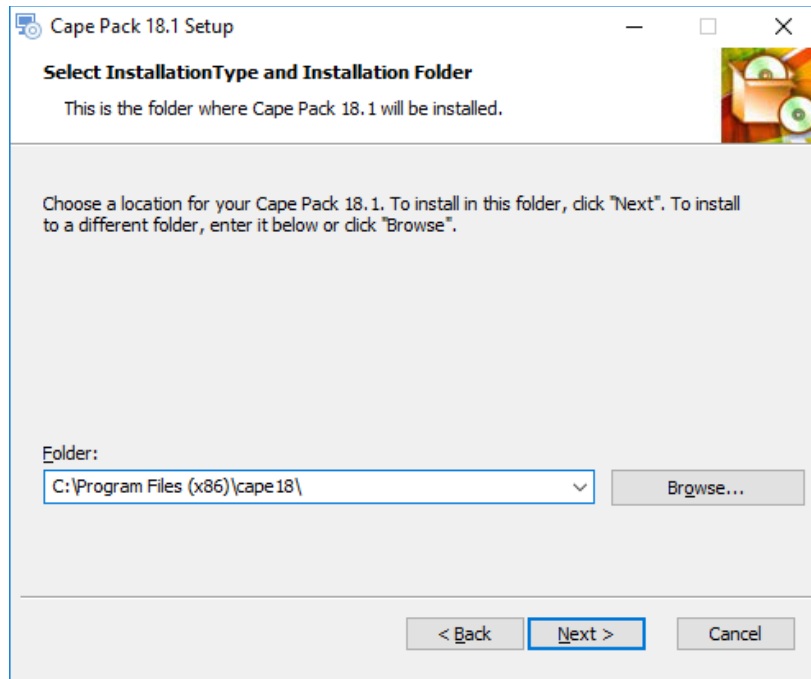 Cape Pack 18.1 Setup
Select InstallationType and Installation Folder
This is the folder where Cape Pack 18.1 will be installed.
Choose a location for your Cape Pack 18.1. To install in this folder, click "Next". To install
to a different folder, enter it below or click "Browse".
Folder:
C:\Program Files (x86)\cape18\
Browse...
< Back
Next >
Cancel